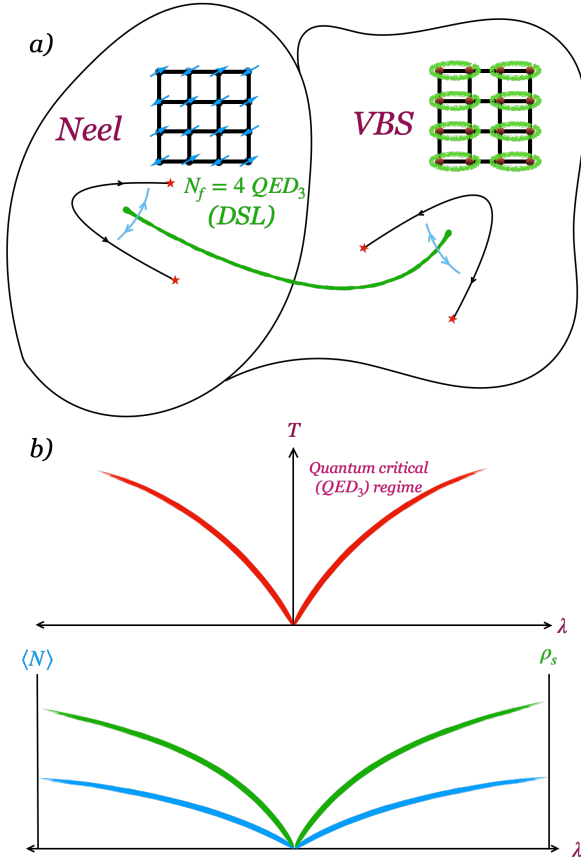 a)
Neel
VBS
N_f = 4 QED_3
(DSL)
b)
T
Quantum critical
(QED_3) regime
λ
⟨N⟩
ρ_s
λ